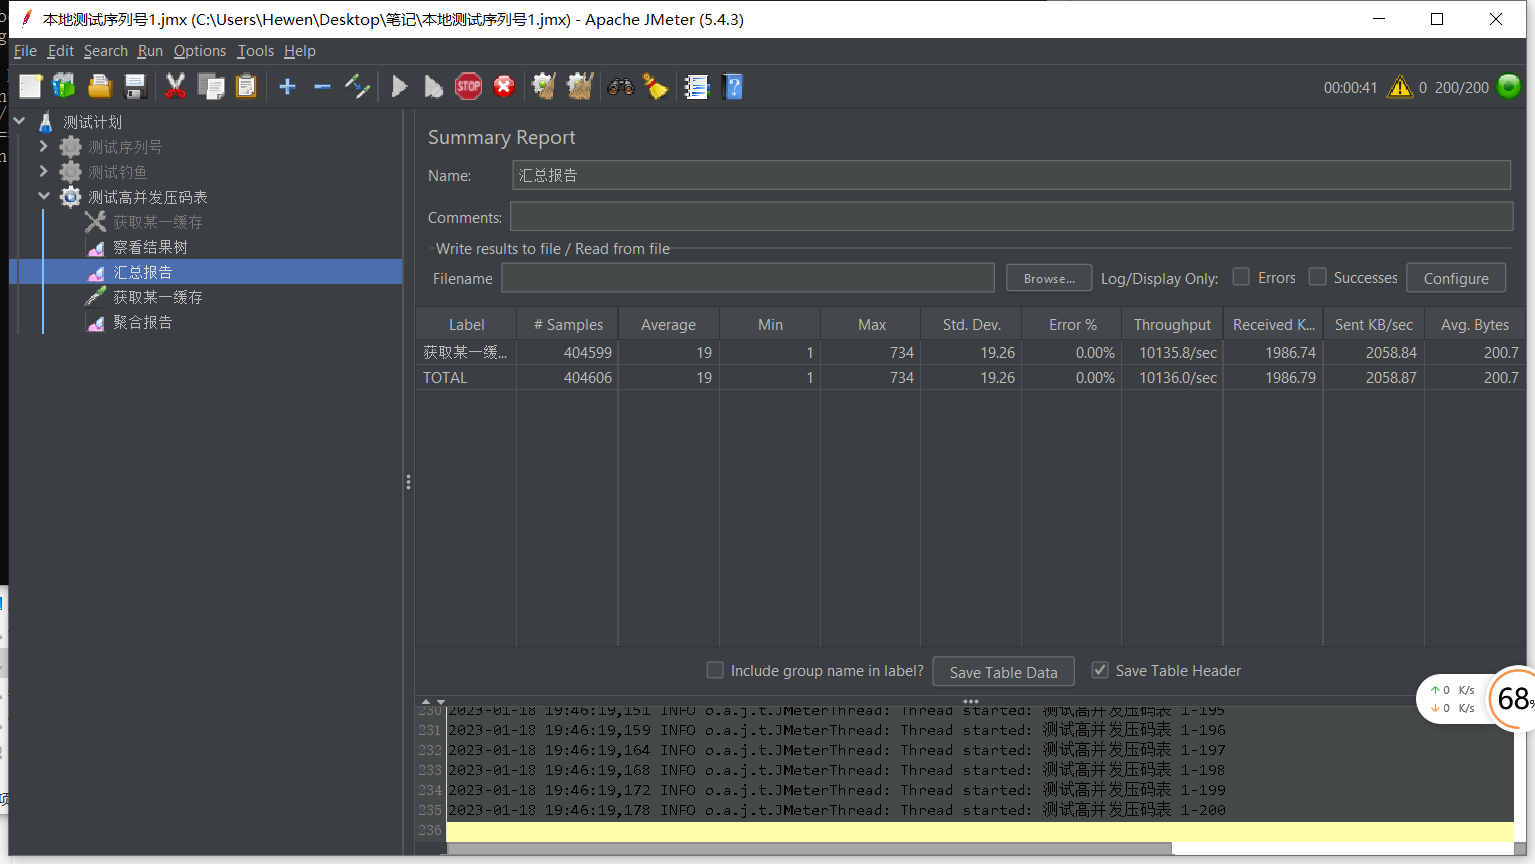 本地测试序列号1.jmx (C:\Users\Hewen\Desktop\笔记\本地测试序列号1.jmx) - Apache JMeter (5.4.3)
File Edit Search Run Options Tools Help
STOP
00:00:41 0 200/200
测试计划
测试序列号
测试钓鱼
测试高并发压码表
获取某一缓存
察看结果树
汇总报告
获取某一缓存
聚合报告
Summary Report
Name: 汇总报告
Comments:
Write results to file / Read from file
Filename Browse... Log/Display Only: Errors Successes Configure
Label # Samples Average Min Max Std. Dev. Error % Throughput Received K... Sent KB/sec Avg. Bytes
获取某一缓... 404599 19 1 734 19.26 0.00% 10135.8/sec 1986.74 2058.84 200.7
TOTAL 404606 19 1 734 19.26 0.00% 10136.0/sec 1986.79 2058.87 200.7
Include group name in label? Save Table Data Save Table Header
230 2023-01-18 19:46:19,151 INFO o.a.j.t.JMeterThread: Thread started: 测试高并发压码表 1-195
231 2023-01-18 19:46:19,159 INFO o.a.j.t.JMeterThread: Thread started: 测试高并发压码表 1-196
232 2023-01-18 19:46:19,164 INFO o.a.j.t.JMeterThread: Thread started: 测试高并发压码表 1-197
233 2023-01-18 19:46:19,168 INFO o.a.j.t.JMeterThread: Thread started: 测试高并发压码表 1-198
234 2023-01-18 19:46:19,172 INFO o.a.j.t.JMeterThread: Thread started: 测试高并发压码表 1-199
235 2023-01-18 19:46:19,178 INFO o.a.j.t.JMeterThread: Thread started: 测试高并发压码表 1-200
236
↑0 K/s
↓0 K/s
68%